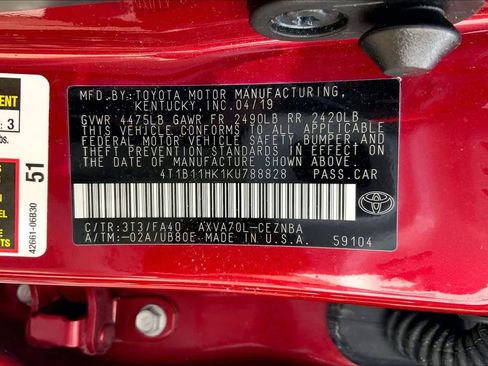 MFD. BY: TOYOTA MOTOR MANUFACTURING,
KENTUCKY, INC. 04/19
GVWR 4475LB GAWR FR 2490LB RR 2420LB
THIS VEHICLE CONFORMS TO ALL APPLICABLE
FEDERAL MOTOR VEHICLE SAFETY, BUMPER, AND
THEFT PREVENTION STANDARDS IN EFFECT ON
THE DATE OF MANUFACTURE SHOWN ABOVE.
4T1B11HK1KU788828 PASS.CAR
C/TR:3T3/FA40 AXVA70L-CEZNBA
A/TM:-02A/UB80E MADE IN U.S.A. 59104
TOYOTA
3
51
42661-06B30